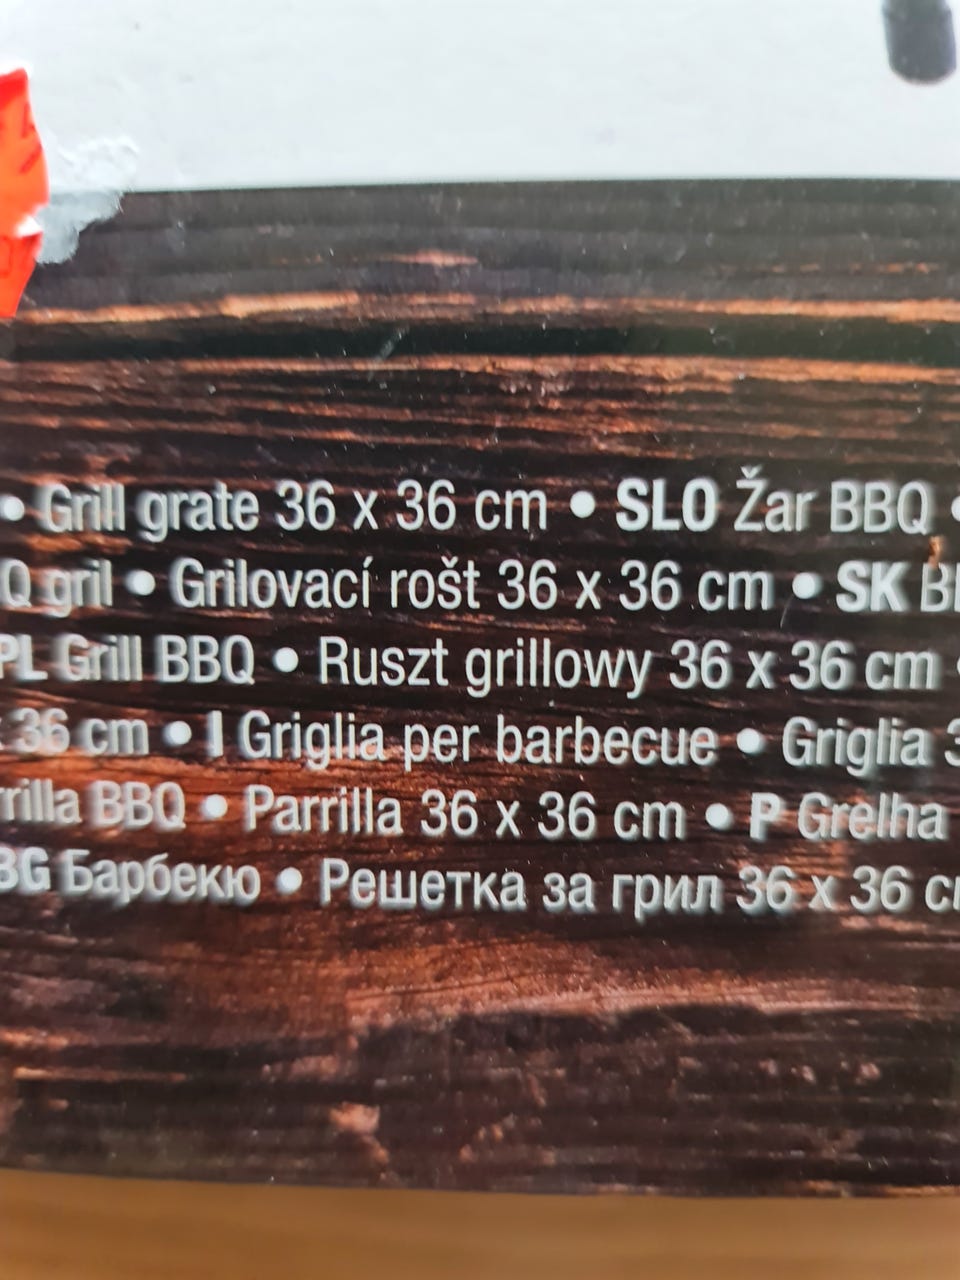 • Grill grate 36 x 36 cm • SLO Žar BBQ •
gril • Grilovací rošt 36 x 36 cm • SK
PL Grill BBQ • Ruszt grillowy 36 x 36 cm
36 cm • I Griglia per barbecue • Griglia
BBQ • Parrilla 36 x 36 cm • P Grelha
BG Барбекю • Решетка за грил 36 x 36